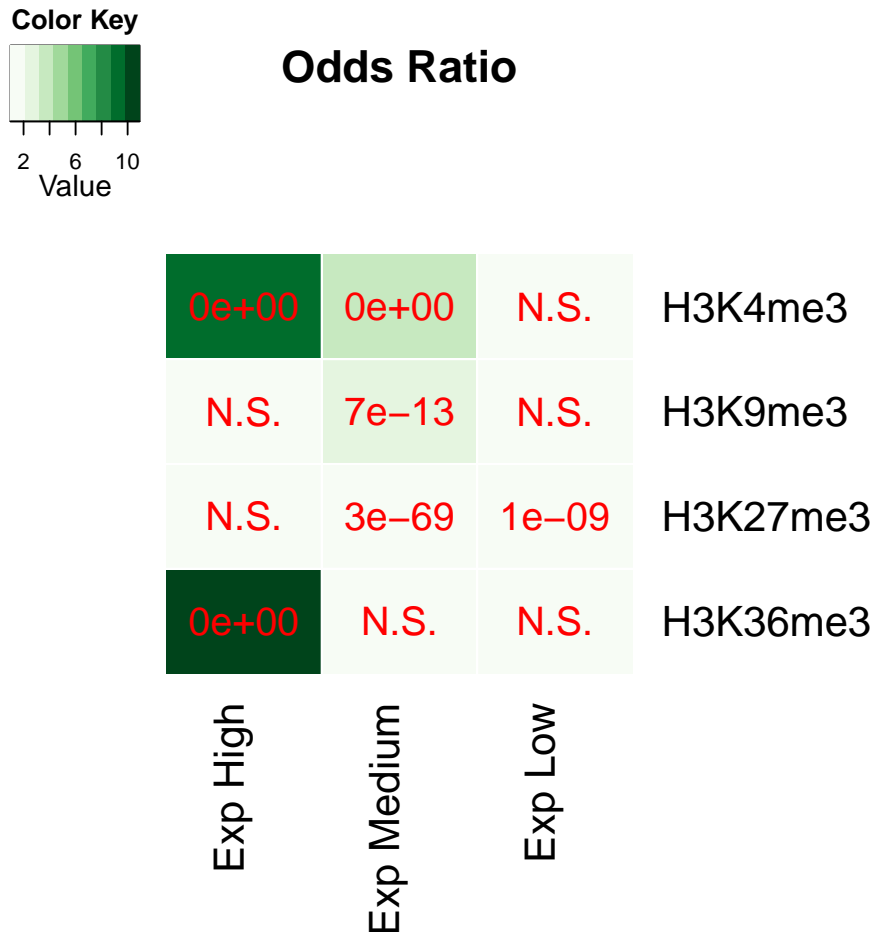 Color Key
Odds Ratio
2 6 10
Value
0e+00 0e+00 N.S. H3K4me3
N.S. 7e−13 N.S. H3K9me3
N.S. 3e−69 1e−09 H3K27me3
0e+00 N.S. N.S. H3K36me3
Exp High
Exp Medium
Exp Low